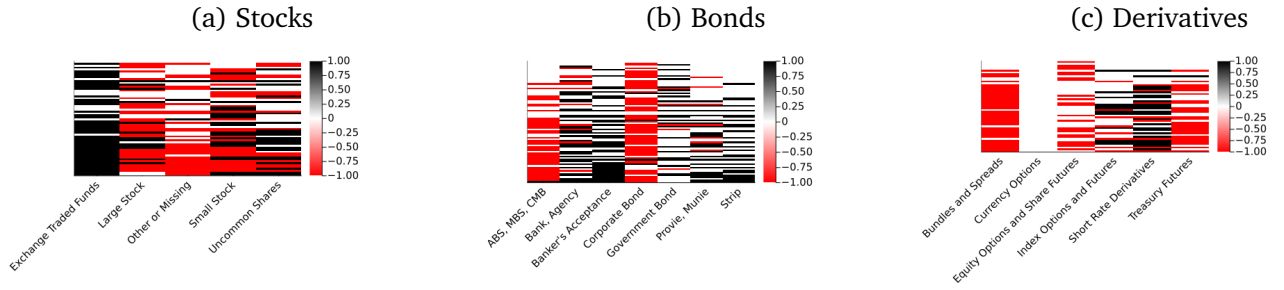 (a) Stocks
1.00
0.75
0.50
0.25
0
−0.25
−0.50
−0.75
−1.00
Exchange Traded Funds
Large Stock
Other or Missing
Small Stock
Uncommon Shares
(b) Bonds
1.00
0.75
0.50
0.25
0
−0.25
−0.50
−0.75
−1.00
ABS, MBS, CMB
Bank, Agency
Banker's Acceptance
Corporate Bond
Government Bond
Provie, Munie
Strip
(c) Derivatives
1.00
0.75
0.50
0.25
0
−0.25
−0.50
−0.75
−1.00
Bundles and Spreads
Currency Option
Equity Options and Share Futures
Index Options and Futures
Short Rate Derivatives
Treasury Futures